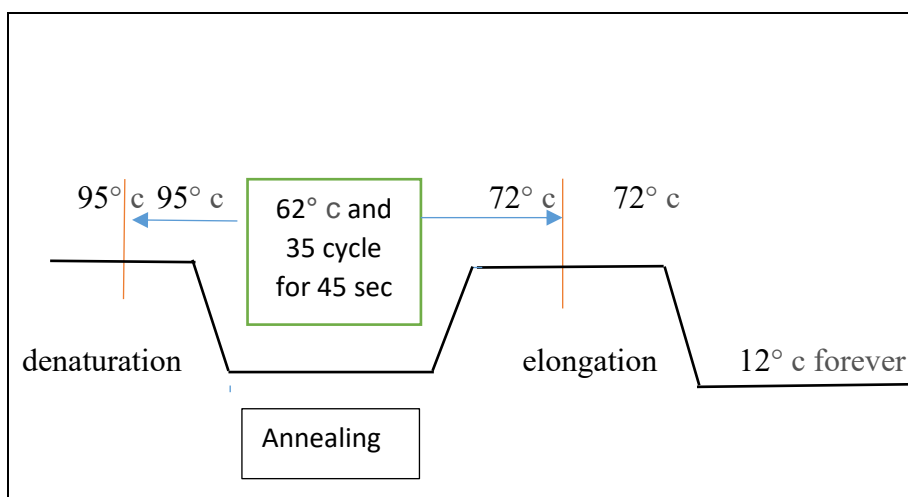 95° c 95° c
62° c and
35 cycle
for 45 sec
72° c
72° c
denaturation
elongation
12° c forever
Annealing